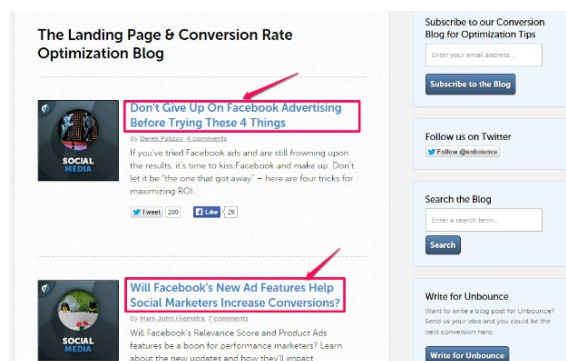 The Landing Page & Conversion Rate
Optimization Blog
Don't Give Up On Facebook Advertising
Before Trying These 4 Things
By Derek Palizay, 4 comments
If you've tried Facebook ads and are still frowning upon
the results, it's time to kiss Facebook and make up. Don't
let it be "the one that got away" – here are four tricks for
maximizing ROI.
SOCIAL
MEDIA
Tweet 200 Like 29
Will Facebook's New Ad Features Help
Social Marketers Increase Conversions?
By Mark John Hiemstra, 7 comments
Will Facebook's Relevance Score and Product Ads
features be a boon for performance marketers? Learn
about the new updates and how they'll impact
SOCIAL
MEDIA
Subscribe to our Conversion
Blog for Optimization Tips
Enter your email address...
Subscribe to the Blog
Follow us on Twitter
Follow @unbounce
Search the Blog
Enter a search term...
Search
Write for Unbounce
Want to write a blog post for Unbounce?
Send us your idea and you could be the
next conversion hero.
Write for Unbounce